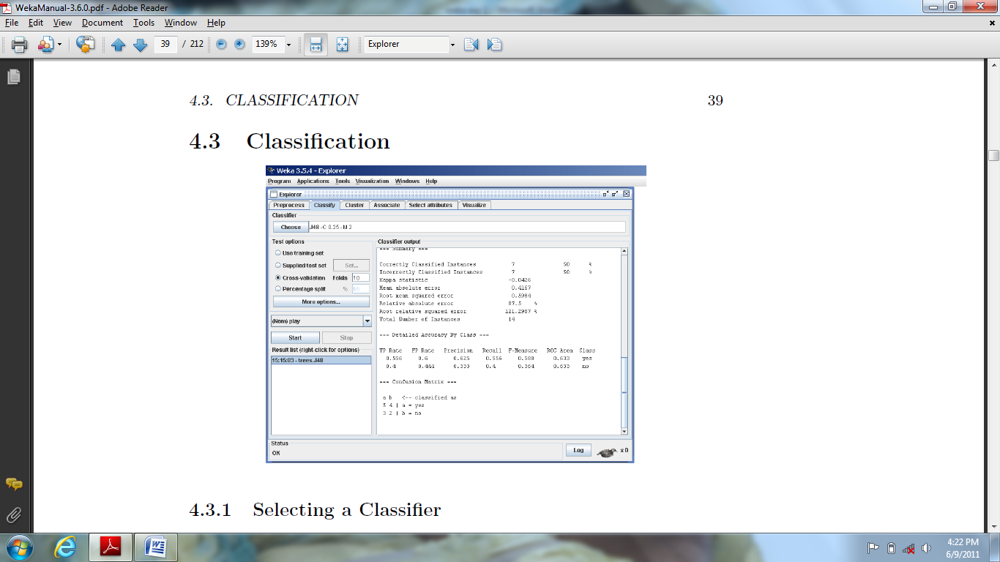 WekaManual-3.6.0.pdf - Adobe Reader
File Edit View Document Tools Window Help
39 / 212 139% Explorer
4.3. CLASSIFICATION 39
4.3 Classification
Weka 3.5.4 - Explorer
Program Applications Tools Visualization Windows Help
Explorer
Preprocess Classify Cluster Associate Select attributes Visualize
Classifier
Choose J48 -C 0.25 -M 2
Test options
Use training set
Supplied test set Set...
Cross-validation Folds 10
Percentage split % 66
More options...
(Nom) play
Start Stop
Result list (right-click for options)
15:15:03 - trees.J48
Classifier output
=== Summary ===
Correctly Classified Instances 7 50 %
Incorrectly Classified Instances 7 50 %
Kappa statistic -0.0426
Mean absolute error 0.4167
Root mean squared error 0.5984
Relative absolute error 87.5 %
Root relative squared error 121.2987 %
Total Number of Instances 14
=== Detailed Accuracy By Class ===
TP Rate FP Rate Precision Recall F-Measure ROC Area Class
0.556 0.6 0.625 0.556 0.588 0.633 yes
0.4 0.444 0.333 0.4 0.364 0.633 no
=== Confusion Matrix ===
a b <-- classified as
5 4 | a = yes
3 2 | b = no
Status
OK
Log x 0
4.3.1 Selecting a Classifier
4:22 PM
6/9/2011